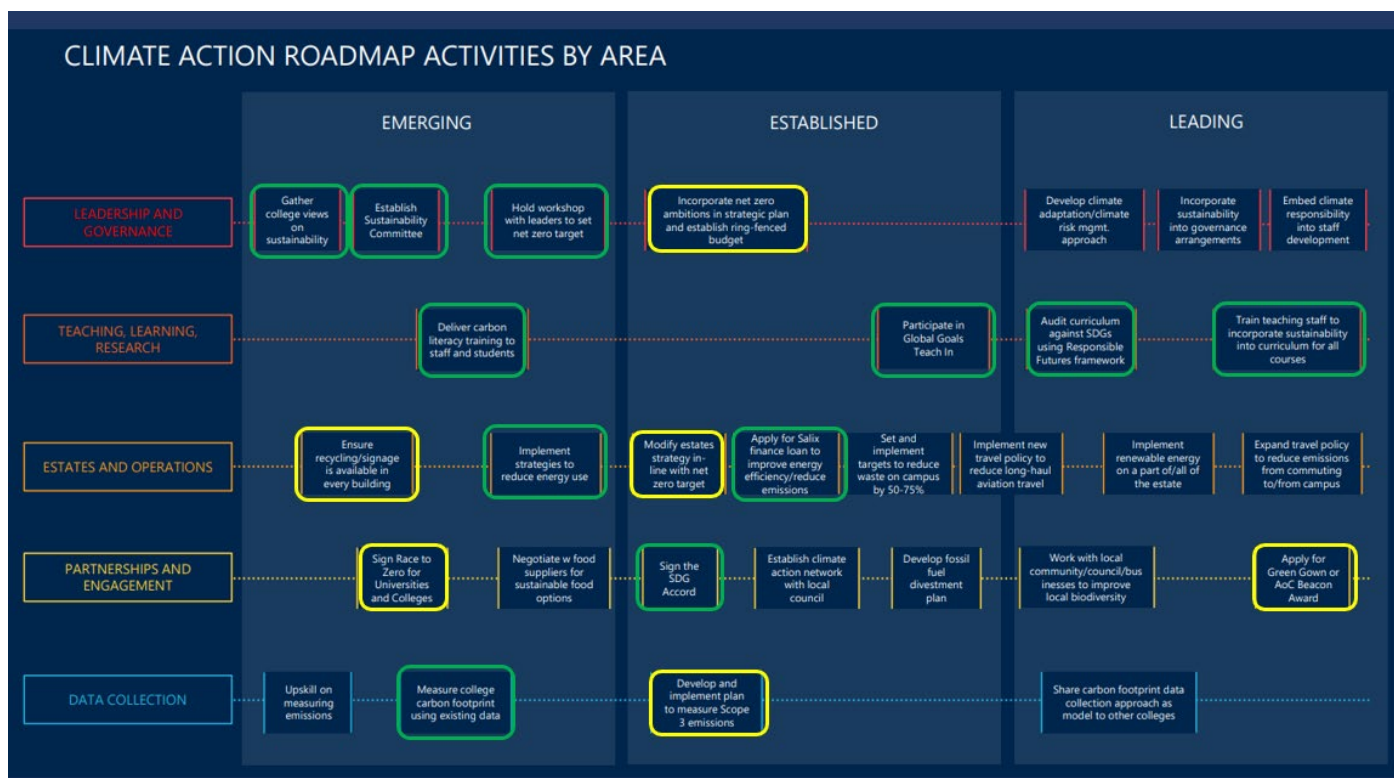 CLIMATE ACTION ROADMAP ACTIVITIES BY AREA
EMERGING
ESTABLISHED
LEADING
LEADERSHIP AND
GOVERNANCE
Gather
college views
on
sustainability
Establish
Sustainability
Committee
Hold workshop
with leaders to set
net zero target
Incorporate net zero
ambitions in strategic plan
and establish ring-fenced
budget
Develop climate
adaptation/climate
risk mgmt.
approach
Incorporate
sustainability
into governance
arrangements
Embed climate
responsibility
into staff
development
TEACHING, LEARNING,
RESEARCH
Deliver carbon
literacy training to
staff and students
Participate in
Global Goals
Teach In
Audit curriculum
against SDGs
using Responsible
Futures framework
Train teaching staff to
incorporate sustainability
into curriculum for all
courses
ESTATES AND OPERATIONS
Ensure
recycling/signage
is available in
every building
Implement
strategies to
reduce energy use
Modify estates
strategy in-
line with net
zero target
Apply for Salix
finance loan to
improve energy
efficiency/reduce
emissions
Set and
implement
targets to reduce
waste on campus
by 50-75%
Implement new
travel policy to
reduce long-haul
aviation travel
Implement
renewable energy
on a part of/all of
the estate
Expand travel policy
to reduce emissions
from commuting
to/from campus
PARTNERSHIPS AND
ENGAGEMENT
Sign Race to
Zero for
Universities
and Colleges
Negotiate w food
suppliers for
sustainable food
options
Sign the
SDG
Accord
Establish climate
action network
with local
council
Develop fossil
fuel
divestment
plan
Work with local
community/council/bus
inesses to improve
local biodiversity
Apply for
Green Gown or
AoC Beacon
Award
DATA COLLECTION
Upskill on
measuring
emissions
Measure college
carbon footprint
using existing data
Develop and
implement plan
to measure Scope
3 emissions
Share carbon footprint data
collection approach as
model to other colleges